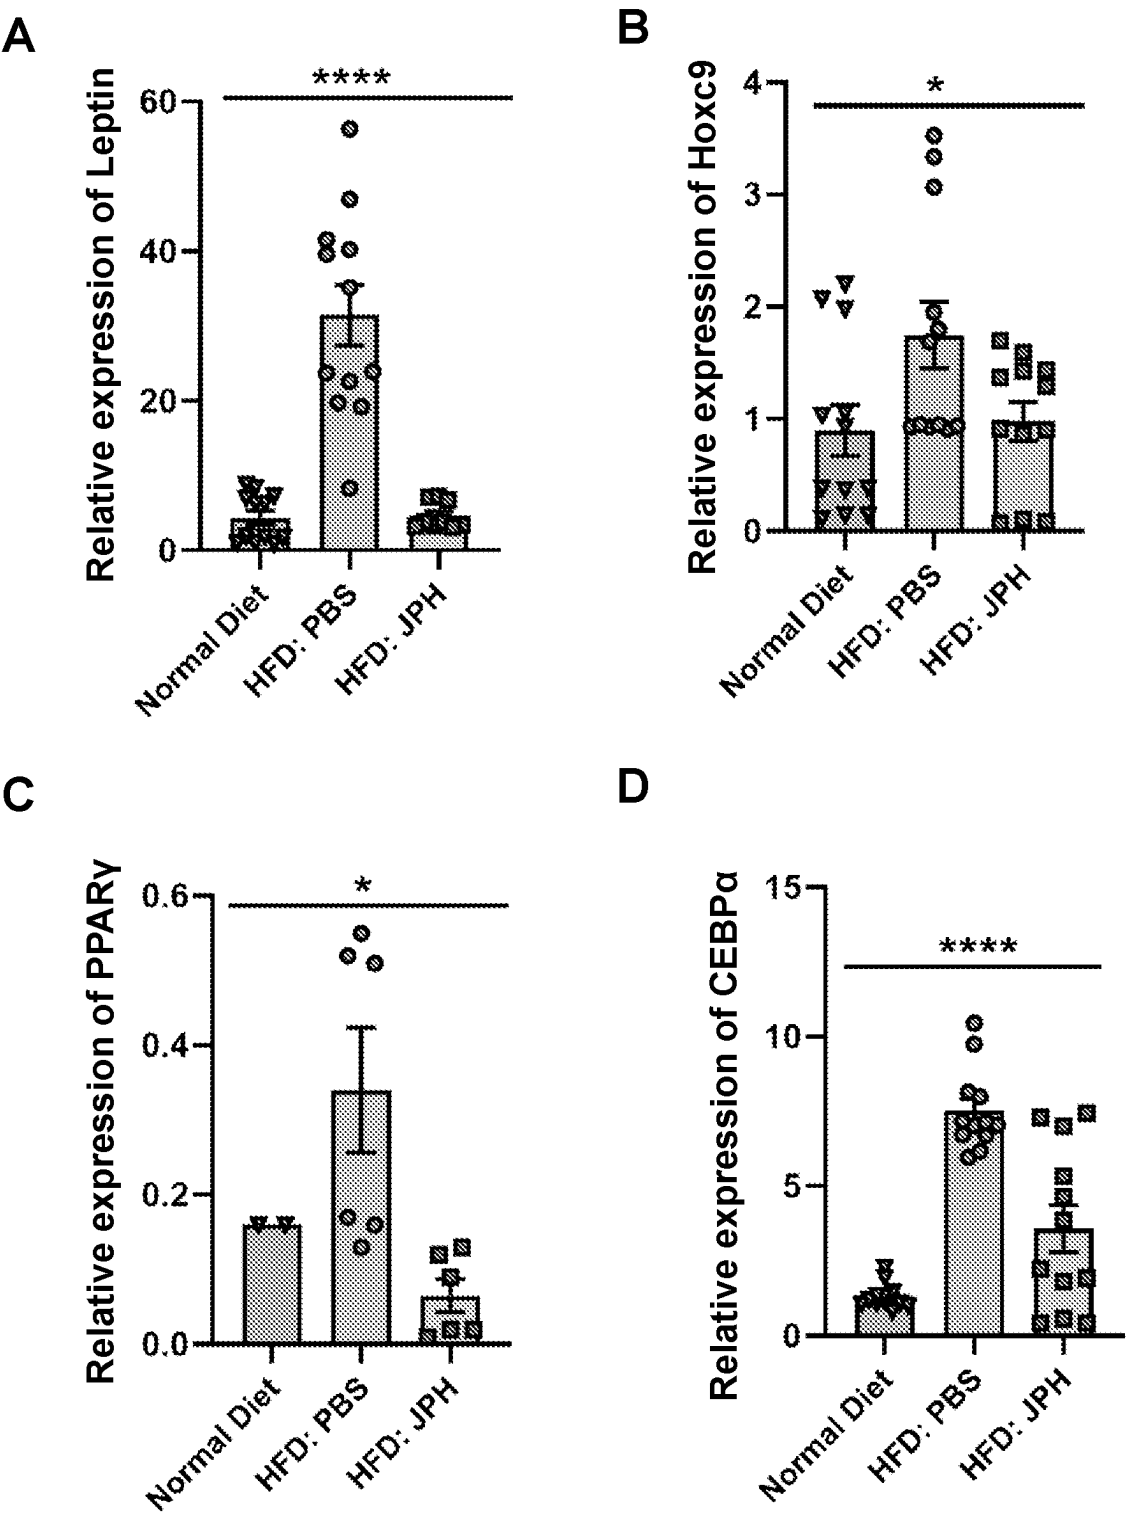 A
Relative expression of Leptin
****
60
40
20
0
Normal Diet
HFD: PBS
HFD: JPH
B
Relative expression of Hoxc9
*
4
3
2
1
0
Normal Diet
HFD: PBS
HFD: JPH
C
Relative expression of PPARγ
*
0.6
0.4
0.2
0.0
Normal Diet
HFD: PBS
HFD: JPH
D
Relative expression of CEBPα
****
15
10
5
0
Normal Diet
HFD: PBS
HFD: JPH